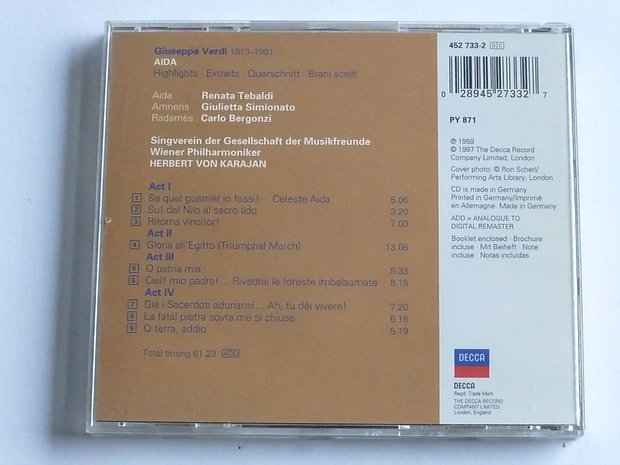 Giuseppe Verdi 1813-1901
AIDA
Highlights · Extraits · Querschnitt · Brani scelti
Aida Renata Tebaldi
Amneris Giulietta Simionato
Radamès Carlo Bergonzi
Singverein der Gesellschaft der Musikfreunde
Wiener Philharmoniker
HERBERT VON KARAJAN
Act I
1 Se quel guerrier io fossi!... Celeste Aida 5.06
2 Su! del Nilo al sacro lido 3.20
3 Ritorna vincitor! 7.00
Act II
4 Gloria all'Egitto (Triumphal March) 13.08
Act III
5 O patria mia 5.33
6 Ciel! mio padre!... Rivedrai le foreste imbalsamate 8.15
Act IV
7 Già i Sacerdoti adunansi... Ah, tu dêi vivere! 7.20
8 La fatal pietra sovra me si chiuse 6.18
9 O terra, addio 5.19
Total timing 61.23 ADD
452 733-2 DC
0 28945 27332 7
PY 871
℗ 1959
© 1997 The Decca Record
Company Limited, London
Cover photo: © Ron Scherl/
Performing Arts Library, London
CD is made in Germany
Printed in Germany/Imprimé
en Allemagne. Made in Germany
ADD = ANALOGUE TO
DIGITAL REMASTER
Booklet enclosed · Brochure
incluse · Mit Beiheft · Note
incluse · Notas incluidas
DECCA
DECCA
Regd. Trade Mark
THE DECCA RECORD
COMPANY LIMITED
London, England